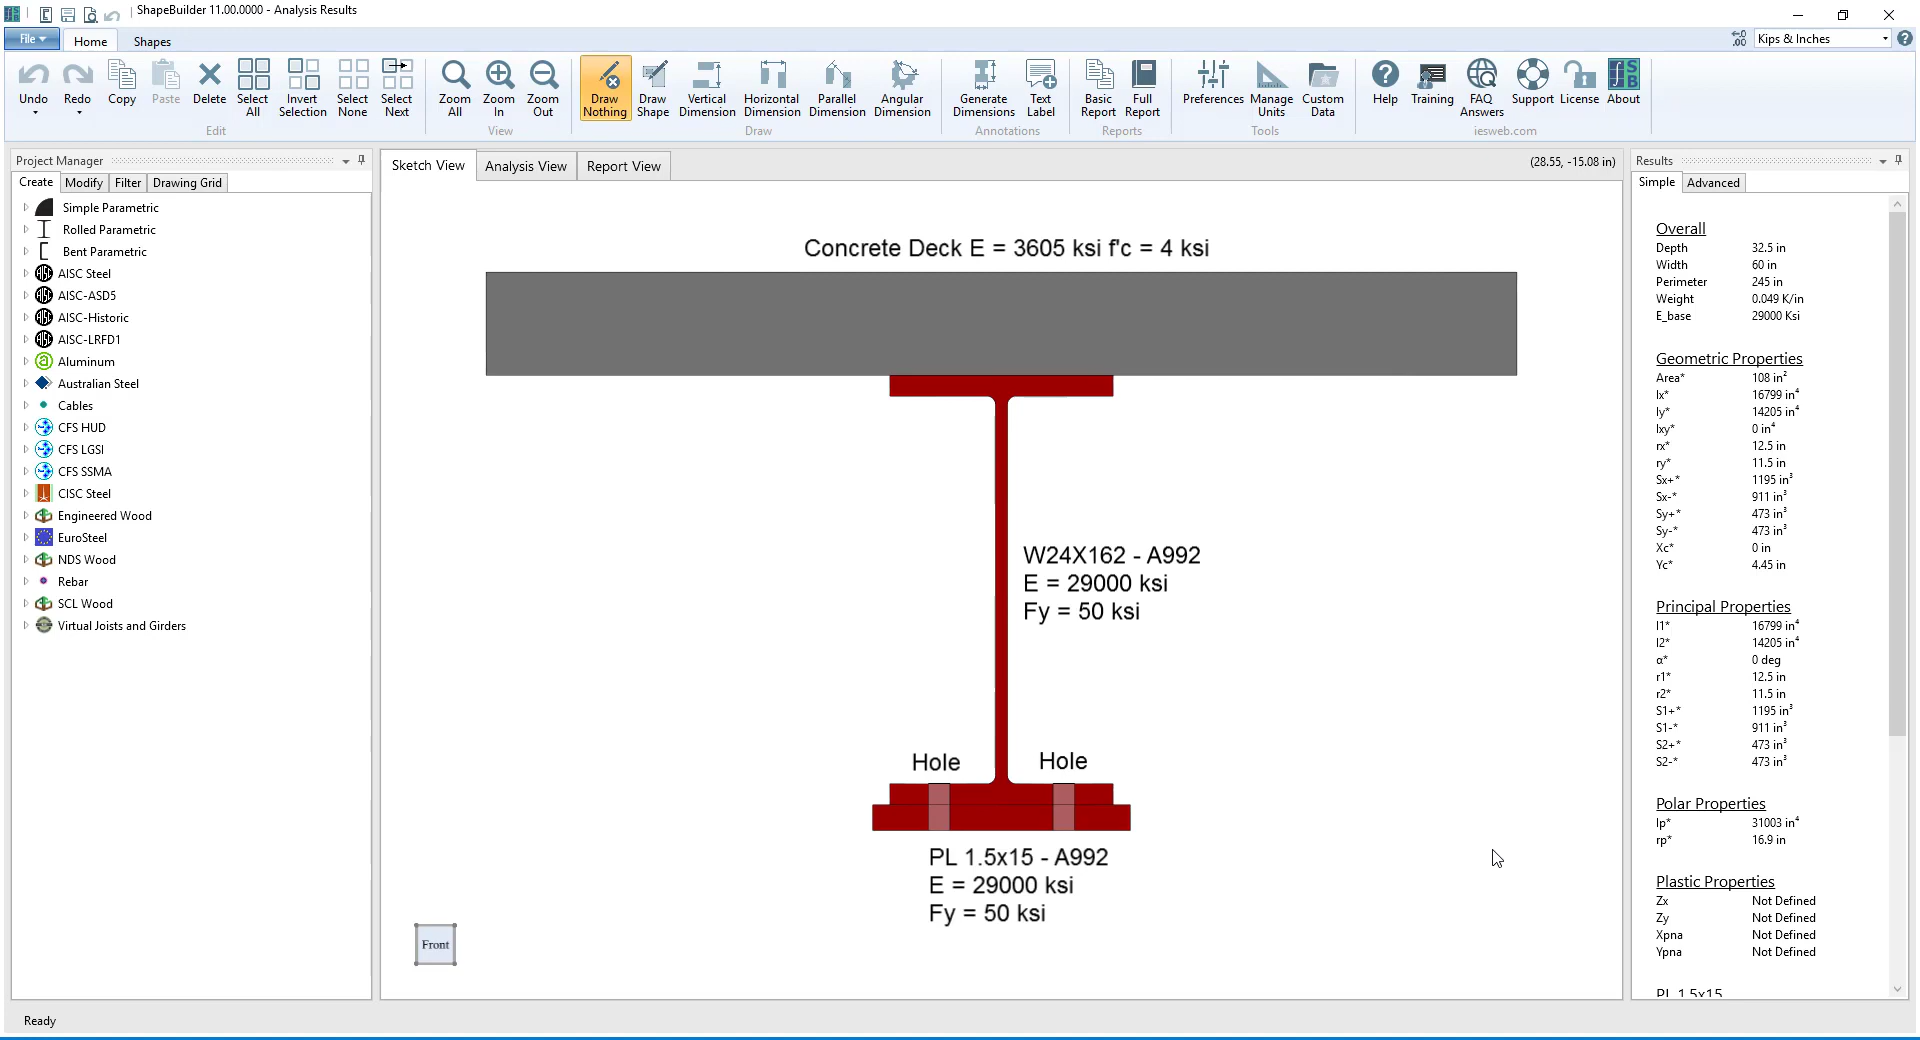 ShapeBuilder 11.00.0000 - Analysis Results
File
Home
Shapes
Kips & Inches
Undo
Redo
Copy
Paste
Delete
Select All
Invert Selection
Select None
Select Next
Zoom All
Zoom In
Zoom Out
Draw Nothing
Draw Shape
Vertical Dimension
Horizontal Dimension
Parallel Dimension
Angular Dimension
Generate Dimensions
Text Label
Basic Report
Full Report
Preferences
Manage Units
Custom Data
Help
Training
FAQ Answers
Support
License
About
Edit
View
Draw
Annotations
Reports
Tools
iesweb.com
Project Manager
Create
Modify
Filter
Drawing Grid
Simple Parametric
Rolled Parametric
Bent Parametric
AISC Steel
AISC-ASD5
AISC-Historic
AISC-LRFD1
Aluminum
Australian Steel
Cables
CFS HUD
CFS LGSI
CFS SSMA
CISC Steel
Engineered Wood
EuroSteel
NDS Wood
Rebar
SCL Wood
Virtual Joists and Girders
Sketch View
Analysis View
Report View
(28.55, -15.08 in)
Concrete Deck E = 3605 ksi f'c = 4 ksi
W24X162 - A992
E = 29000 ksi
Fy = 50 ksi
Hole
Hole
PL 1.5x15 - A992
E = 29000 ksi
Fy = 50 ksi
Front
Results
Simple
Advanced
Overall
Depth 32.5 in
Width 60 in
Perimeter 245 in
Weight 0.049 K/in
E_base 29000 Ksi
Geometric Properties
Area* 108 in²
Ix* 16799 in⁴
Iy* 14205 in⁴
Ixy* 0 in⁴
rx* 12.5 in
ry* 11.5 in
Sx+* 1195 in³
Sx-* 911 in³
Sy+* 473 in³
Sy-* 473 in³
Xc* 0 in
Yc* 4.45 in
Principal Properties
I1* 16799 in⁴
I2* 14205 in⁴
α* 0 deg
r1* 12.5 in
r2* 11.5 in
S1+* 1195 in³
S1-* 911 in³
S2+* 473 in³
S2-* 473 in³
Polar Properties
Ip* 31003 in⁴
rp* 16.9 in
Plastic Properties
Zx Not Defined
Zy Not Defined
Xpna Not Defined
Ypna Not Defined
PL 1.5x15
Ready